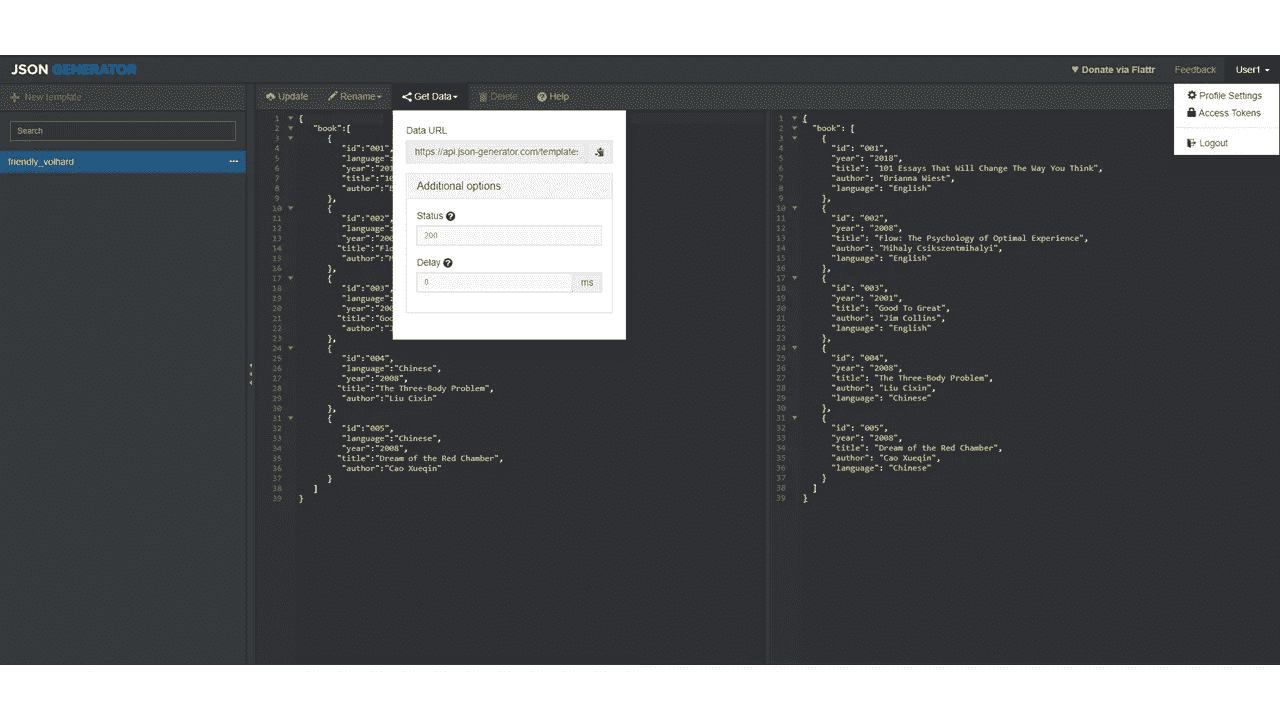 JSON GENERATOR
Donate via Flattr
Feedback
User1
New template
Search
friendly_volhard
Update
Rename
Get Data
Delete
Help
Profile Settings
Access Tokens
Logout
Data URL
https://api.json-generator.com/template
Additional options
Status
200
Delay
0
ms
1 {
2 "book":[
3 {
4 "id":"001",
5 "language":
6 "year":"201
7 "title":"10
8 "author":"B
9 },
10 {
11 "id":"002",
12 "language":
13 "year":"200
14 "title":"Flo
15 "author":"M
16 },
17 {
18 "id":"003",
19 "language":
20 "year":"200
21 "title":"Goo
22 "author":"J
23 },
24 {
25 "id":"004",
26 "language":"Chinese",
27 "year":"2008",
28 "title":"The Three-Body Problem",
29 "author":"Liu Cixin"
30 },
31 {
32 "id":"005",
33 "language":"Chinese",
34 "year":"2008",
35 "title":"Dream of the Red Chamber",
36 "author":"Cao Xueqin"
37 }
38 ]
39 }
1 {
2 "book": [
3 {
4 "id": "001",
5 "year": "2018",
6 "title": "101 Essays That Will Change The Way You Think",
7 "author": "Brianna Wiest",
8 "language": "English"
9 },
10 {
11 "id": "002",
12 "year": "2008",
13 "title": "Flow: The Psychology of Optimal Experience",
14 "author": "Mihaly Csikszentmihalyi",
15 "language": "English"
16 },
17 {
18 "id": "003",
19 "year": "2001",
20 "title": "Good To Great",
21 "author": "Jim Collins",
22 "language": "English"
23 },
24 {
25 "id": "004",
26 "year": "2008",
27 "title": "The Three-Body Problem",
28 "author": "Liu Cixin",
29 "language": "Chinese"
30 },
31 {
32 "id": "005",
33 "year": "2008",
34 "title": "Dream of the Red Chamber",
35 "author": "Cao Xueqin",
36 "language": "Chinese"
37 }
38 ]
39 }